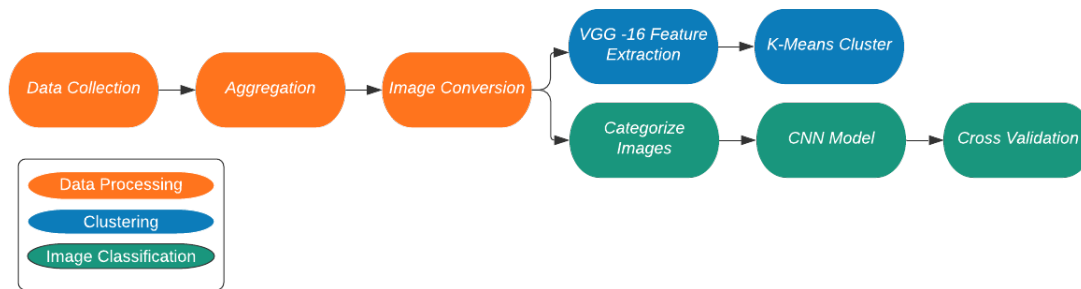 VGG -16 Feature
Extraction
K-Means Cluster
Data Collection
Aggregation
Image Conversion
Categorize
Images
CNN Model
Cross Validation
Data Processing
Clustering
Image Classification